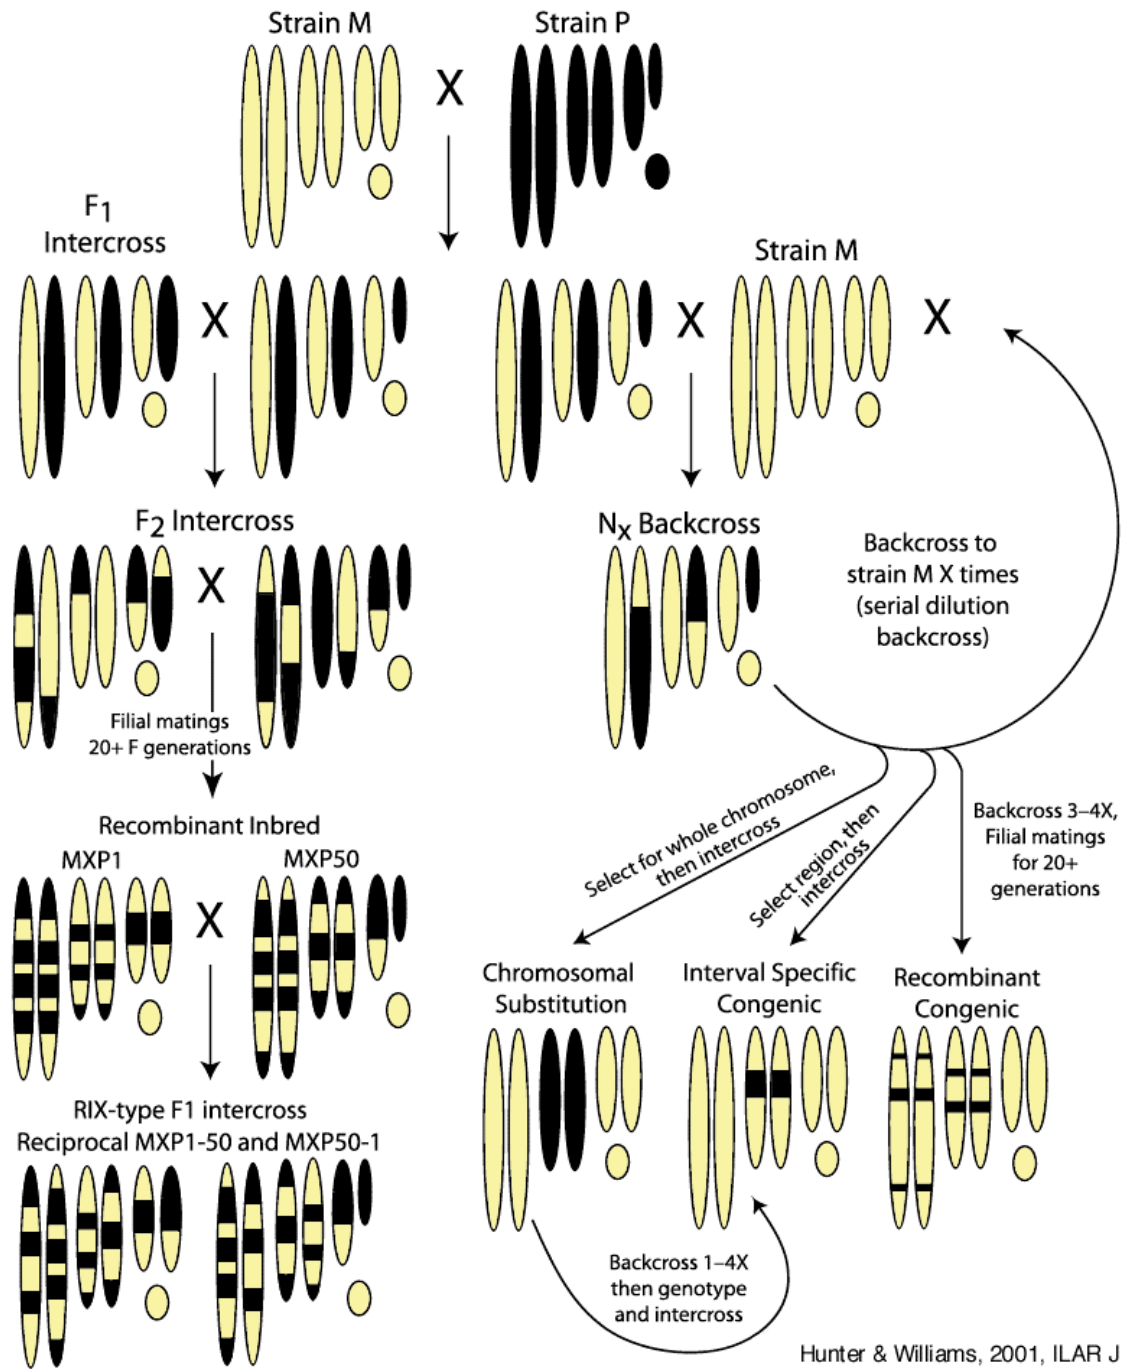 Strain M
Strain P
X
F1
Intercross
Strain M
X
X
X
F2 Intercross
Nx Backcross
X
Backcross to
strain M X times
(serial dilution
backcross)
Filial matings
20+ F generations
Recombinant Inbred
MXP1
MXP50
X
Select for whole chromosome,
then intercross
Select region, then
intercross
Backcross 3–4X,
Filial matings
for 20+
generations
Chromosomal
Substitution
Interval Specific
Congenic
Recombinant
Congenic
RIX-type F1 intercross
Reciprocal MXP1-50 and MXP50-1
Backcross 1–4X
then genotype
and intercross
Hunter & Williams, 2001, ILAR J